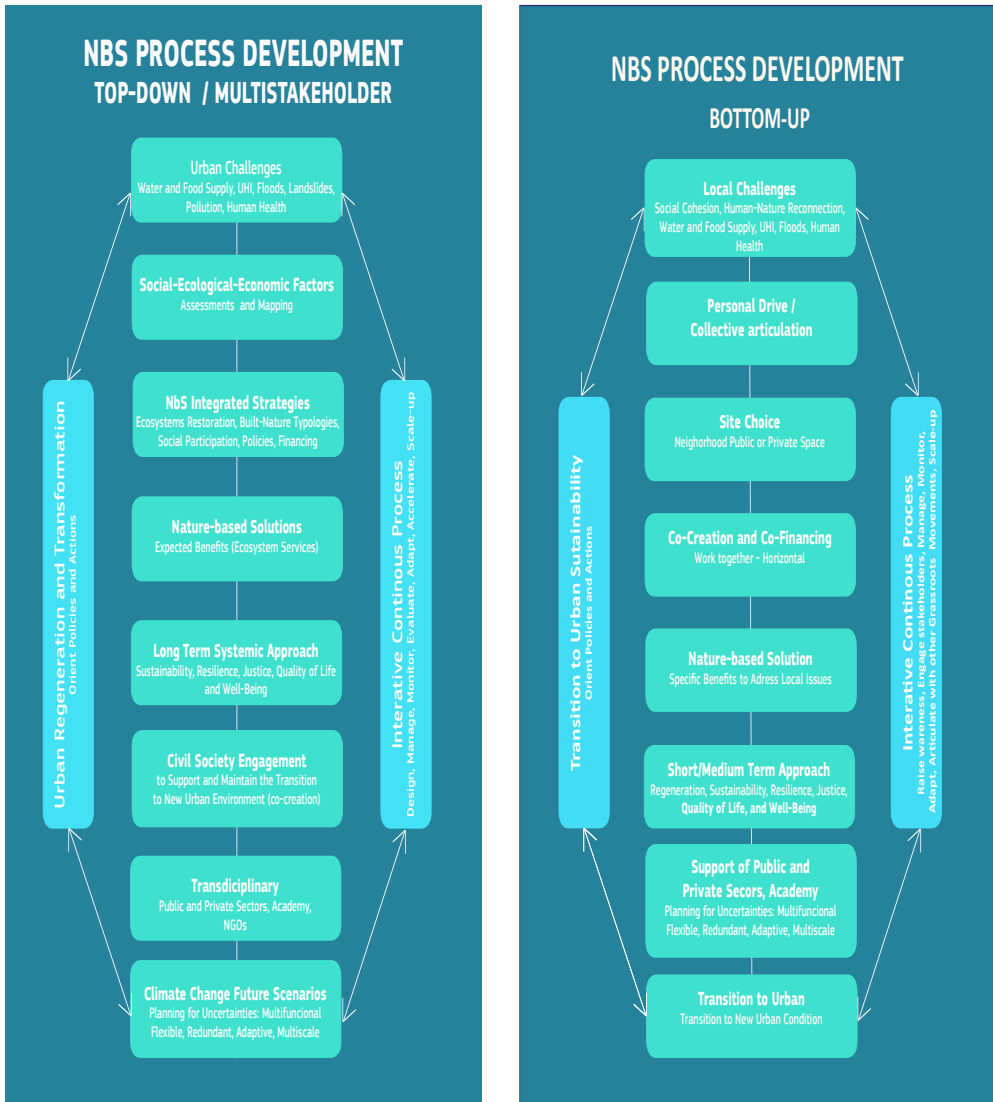 NBS PROCESS DEVELOPMENT
TOP-DOWN / MULTISTAKEHOLDER
Urban Challenges
Water and Food Supply, UHI, Floods, Landslides,
Pollution, Human Health
Social-Ecological-Economic Factors
Assessments and Mapping
NbS Integrated Strategies
Ecosystems Restoration, Built-Nature Typologies,
Social Participation, Policies, Financing
Nature-based Solutions
Expected Benefits (Ecosystem Services)
Long Term Systemic Approach
Sustainability, Resilience, Justice, Quality of Life
and Well-Being
Civil Society Engagement
to Support and Maintain the Transition
to New Urban Environment (co-creation)
Transdiciplinary
Public and Private Sectors, Academy,
NGOs
Climate Change Future Scenarios
Planning for Uncertainties: Multifuncional
Flexible, Redundant, Adaptive, Multiscale
Urban Regeneration and Transformation
Orient Policies and Actions
Interative Continous Process
Design, Manage, Monitor, Evaluate, Adapt, Accelerate, Scale-up
NBS PROCESS DEVELOPMENT
BOTTOM-UP
Local Challenges
Social Cohesion, Human-Nature Reconnection,
Water and Food Supply, UHI, Floods, Human
Health
Personal Drive /
Collective articulation
Site Choice
Neighorhood Public or Private Space
Co-Creation and Co-Financing
Work together - Horizontal
Nature-based Solution
Specific Benefits to Adress Local Issues
Short/Medium Term Approach
Regeneration, Sustainability, Resilience, Justice,
Quality of Life, and Well-Being
Support of Public and
Private Secors, Academy
Planning for Uncertainties: Multifuncional
Flexible, Redundant, Adaptive, Multiscale
Transition to Urban
Transition to New Urban Condition
Transition to Urban Sutainability
Orient Policies and Actions
Interative Continous Process
Raise wareness, Engage stakeholders, Manage, Monitor,
Adapt, Articulate with other Grassroots Movements, Scale-up